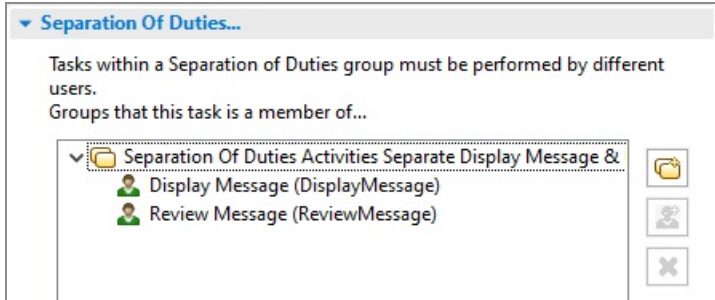 Separation Of Duties...
Tasks within a Separation of Duties group must be performed by different
users.
Groups that this task is a member of...
Separation Of Duties Activities Separate Display Message &
Display Message (DisplayMessage)
Review Message (ReviewMessage)